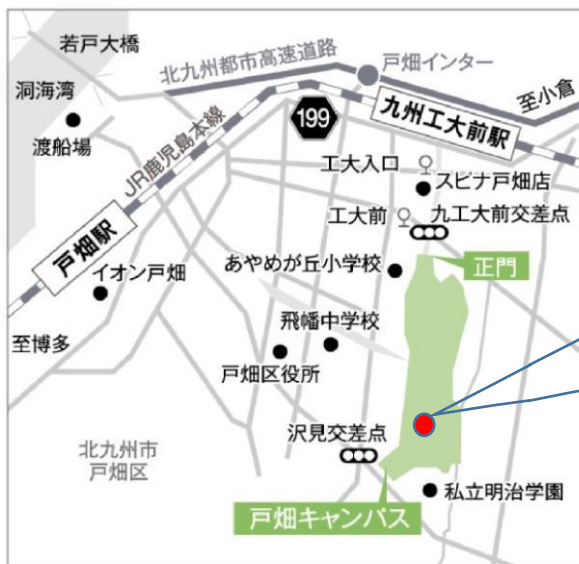 若戸大橋
北九州都市高速道路
戸畑インター
洞海湾
至小倉
渡船場
JR鹿児島本線
199
九州工大前駅
工大入口
スピナ戸畑店
工大前
九工大前交差点
戸畑駅
イオン戸畑
あやめが丘小学校
正門
至博多
飛幡中学校
戸畑区役所
沢見交差点
北九州市
戸畑区
私立明治学園
戸畑キャンパス